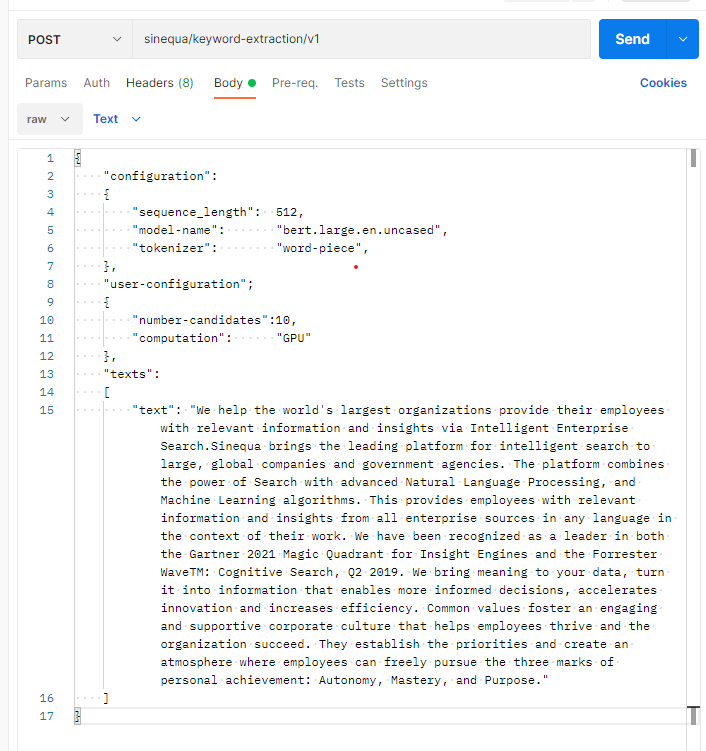 POST sinequa/keyword-extraction/v1 Send
Params Auth Headers (8) Body Pre-req. Tests Settings Cookies
raw Text
1 {
2 "configuration":
3 {
4 "sequence_length": 512,
5 "model-name": "bert.large.en.uncased",
6 "tokenizer": "word-piece",
7 },
8 "user-configuration";
9 {
10 "number-candidates":10,
11 "computation": "GPU"
12 },
13 "texts":
14 [
15 "text": "We help the world's largest organizations provide their employees
with relevant information and insights via Intelligent Enterprise
Search.Sinequa brings the leading platform for intelligent search to
large, global companies and government agencies. The platform combines
the power of Search with advanced Natural Language Processing, and
Machine Learning algorithms. This provides employees with relevant
information and insights from all enterprise sources in any language in
the context of their work. We have been recognized as a leader in both
the Gartner 2021 Magic Quadrant for Insight Engines and the Forrester
WaveTM: Cognitive Search, Q2 2019. We bring meaning to your data, turn
it into information that enables more informed decisions, accelerates
innovation and increases efficiency. Common values foster an engaging
and supportive corporate culture that helps employees thrive and the
organization succeed. They establish the priorities and create an
atmosphere where employees can freely pursue the three marks of
personal achievement: Autonomy, Mastery, and Purpose."
16 ]
17 }